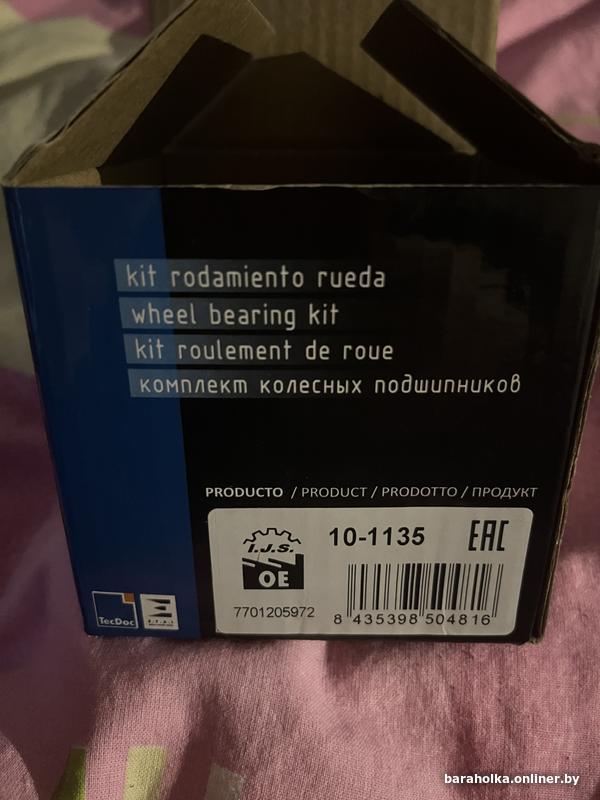 kit rodamiento rueda
wheel bearing kit
kit roulement de roue
комплект колесных подшипников
PRODUCTO / PRODUCT / PRODOTTO / ПРОДУКТ
I.J.S. 10-1135 EAC
OE
7701205972 8 435398 504816
TecDoc
baraholka.onliner.by